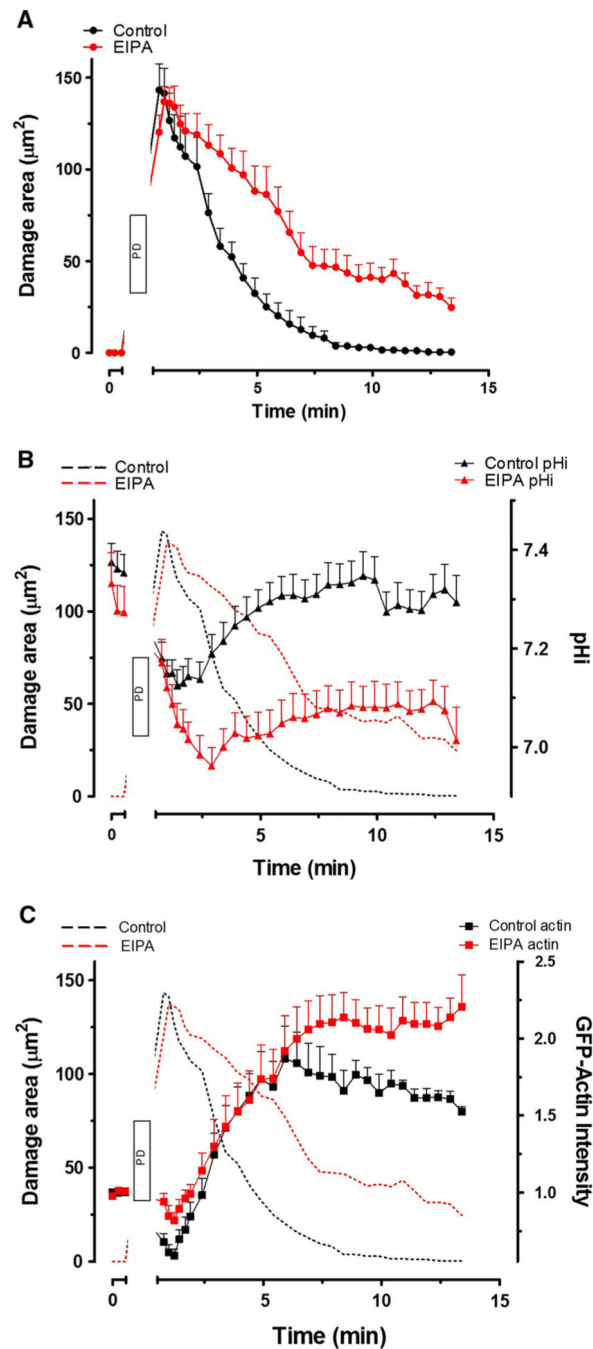 A
Control
EIPA
150
100
50
0
Damage area (µm2)
PD
0
5
10
15
Time (min)
B
Control
EIPA
Control pHi
EIPA pHi
150
100
50
0
Damage area (µm2)
PD
7.4
7.2
7.0
pHi
0
5
10
15
Time (min)
C
Control
EIPA
Control actin
EIPA actin
150
100
50
0
Damage area (µm2)
PD
2.5
2.0
1.5
1.0
GFP-Actin Intensity
0
5
10
15
Time (min)